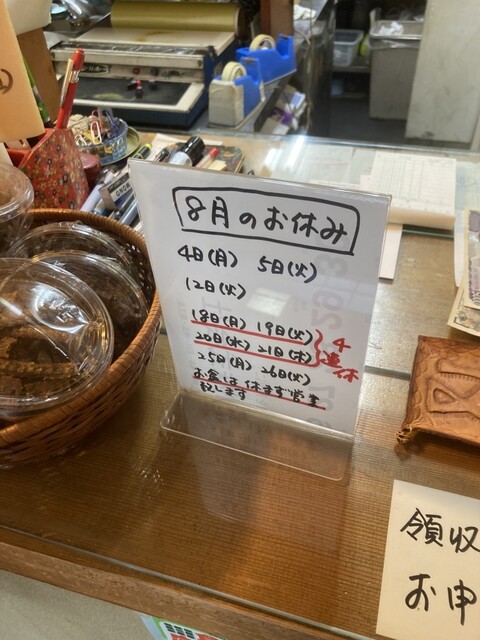 8月のお休み
4日(月) 5日(火)
12日(火)
18日(月) 19日(火)
20日(水) 21日(木)
4連休
25日(月) 26日(火)
お盆は休まず営業
致します
領収
お申